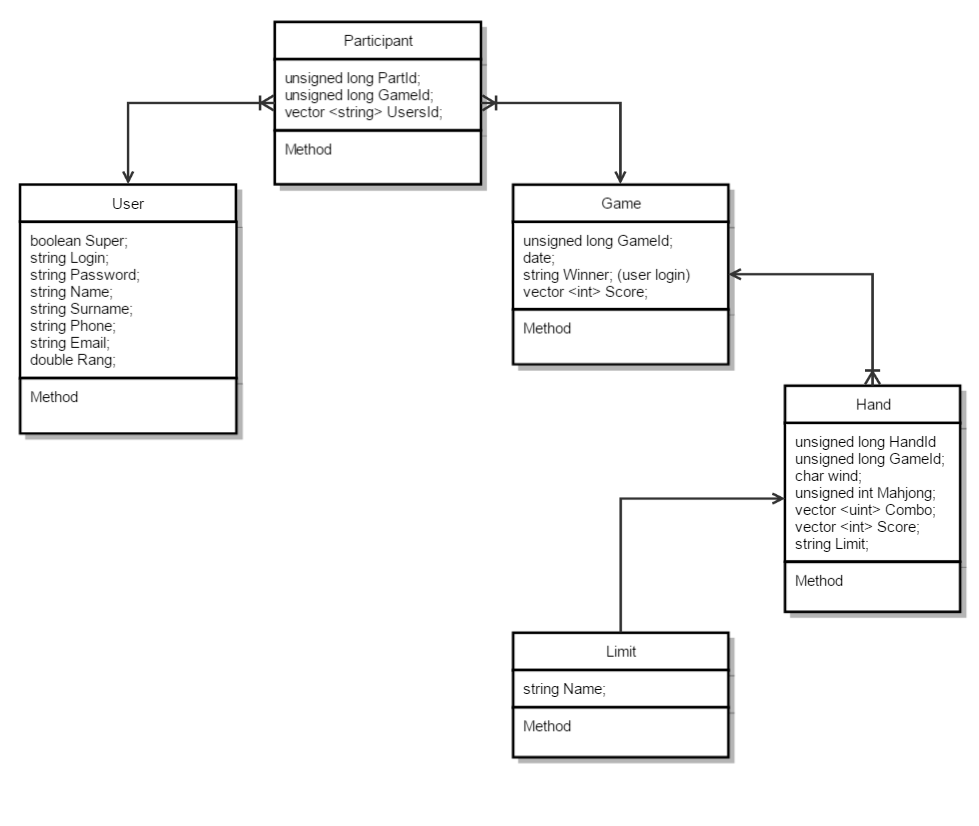 Participant
unsigned long PartId;
unsigned long GameId;
vector <string> UsersId;
Method
User
boolean Super;
string Login;
string Password;
string Name;
string Surname;
string Phone;
string Email;
double Rang;
Method
Game
unsigned long GameId;
date;
string Winner; (user login)
vector <int> Score;
Method
Hand
unsigned long HandId
unsigned long GameId;
char wind;
unsigned int Mahjong;
vector <uint> Combo;
vector <int> Score;
string Limit;
Method
Limit
string Name;
Method